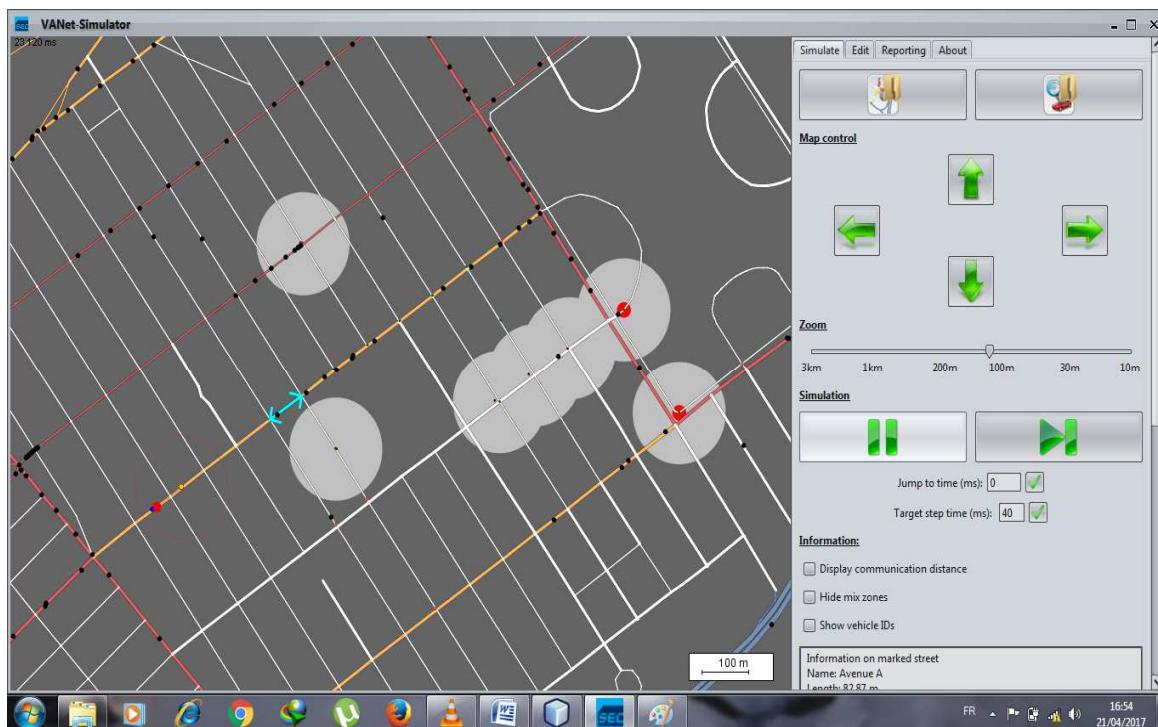 SEC VANet-Simulator
23 120 ms
Simulate Edit Reporting About
Map control
Zoom
3km 1km 200m 100m 30m 10m
Simulation
Jump to time (ms): 0
Target step time (ms): 40
Information:
Display communication distance
Hide mix zones
Show vehicle IDs
Information on marked street
Name: Avenue A
Length: 82.87 m
100 m
SEC
FR 16:54
21/04/2017